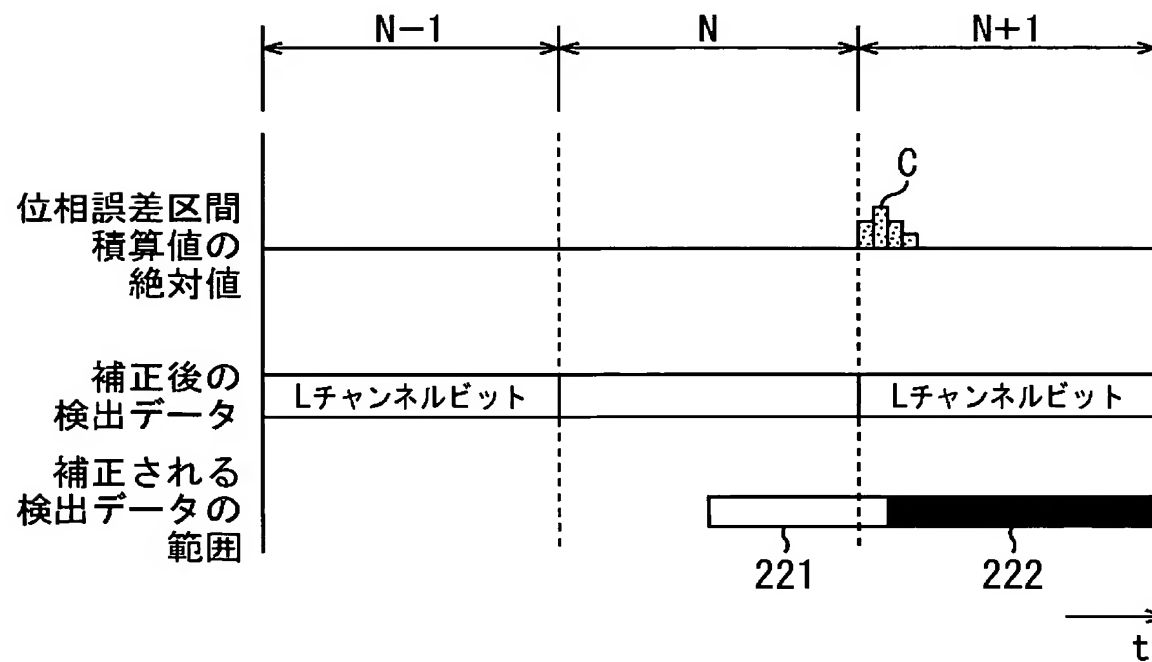 N-1
N
N+1
C
位相誤差区間
積算値の
絶対値
補正後の
検出データ
Lチャンネルビット
Lチャンネルビット
補正される
検出データの
範囲
221
222
t